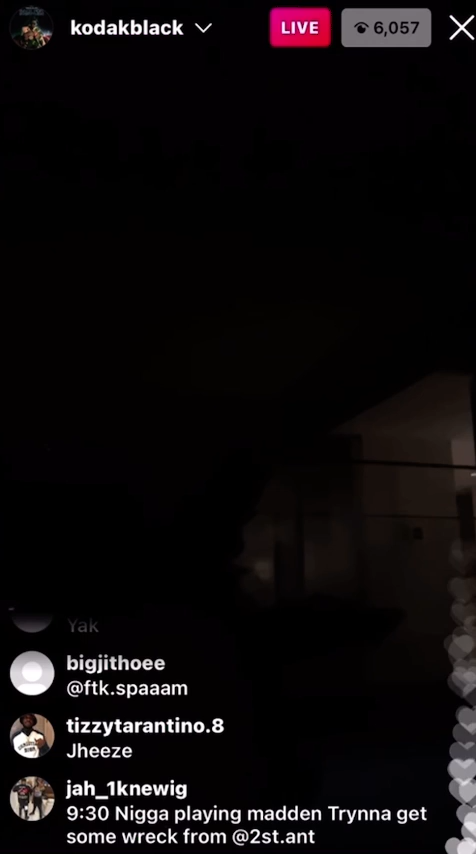 kodakblack
LIVE
6,057
Yak
bigjithoee
@ftk.spaaam
tizzytarantino.8
Jheeze
jah_1knewig
9:30 Nigga playing madden Trynna get
some wreck from @2st.ant